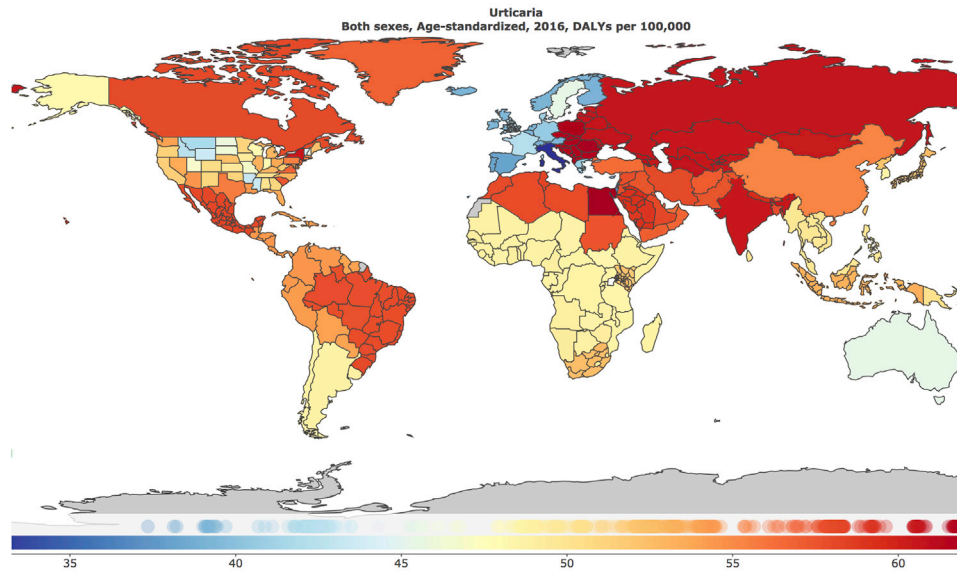 Urticaria
Both sexes, Age-standardized, 2016, DALYs per 100,000
35 40 45 50 55 60